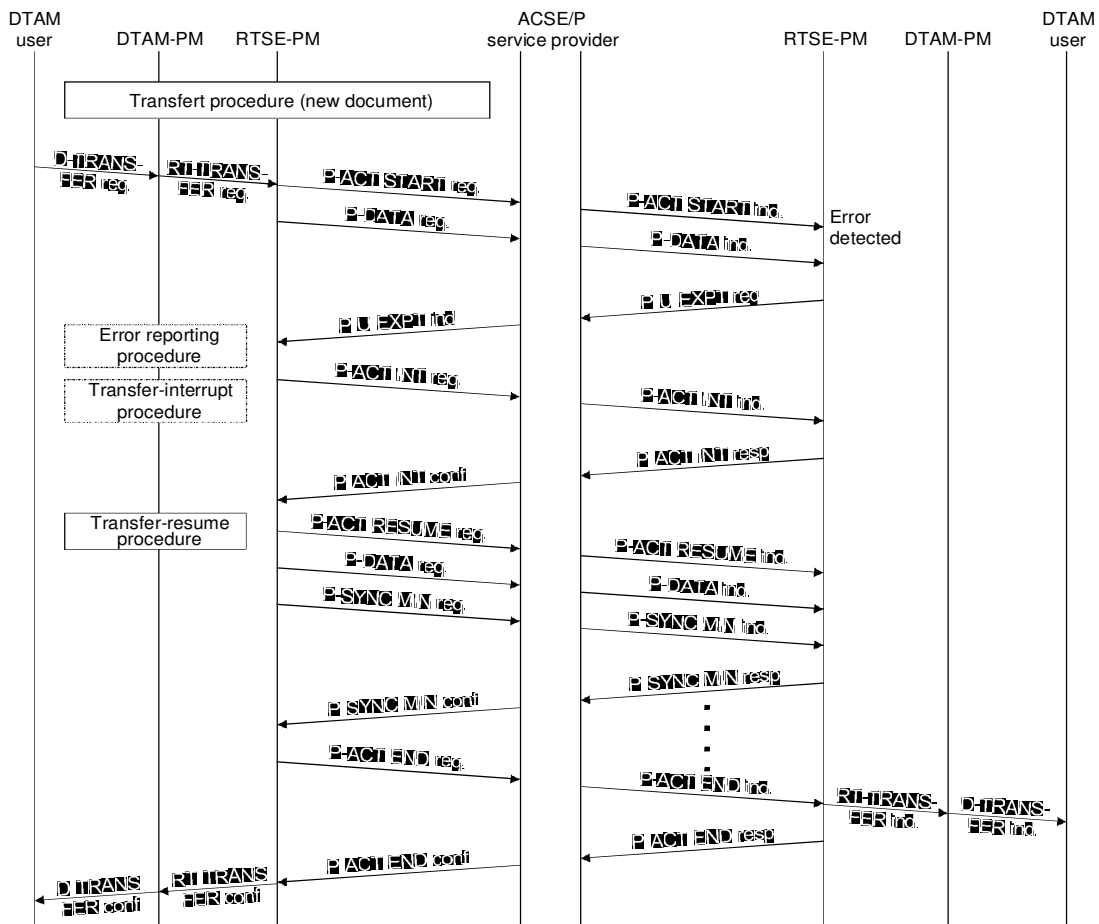 DTAM
user
DTAM-PM
RTSE-PM
ACSE/P
service provider
RTSE-PM
DTAM-PM
DTAM
user
Transfert procedure (new document)
D-TRANS-
FER req.
RT-TRANS-
FER req.
P-ACT START req.
P-ACT START ind.
P-DATA req.
Error
detected
P-DATA ind.
P U EXPT req
P U EXPT ind
Error reporting
procedure
P-ACT INT req.
Transfer-interrupt
procedure
P-ACT INT ind.
P ACT INT resp
P ACT INT conf
Transfer-resume
procedure
P-ACT RESUME req.
P-ACT RESUME ind.
P-DATA req.
P-DATA ind.
P-SYNC MIN req.
P-SYNC MIN ind.
P SYNC MIN resp
P SYNC MIN conf
P-ACT END req.
P-ACT END ind.
RT-TRANS-
FER ind.
D-TRANS-
FER ind.
P ACT END resp
P ACT END conf
RT TRANS
FER conf
D TRANS
FER conf